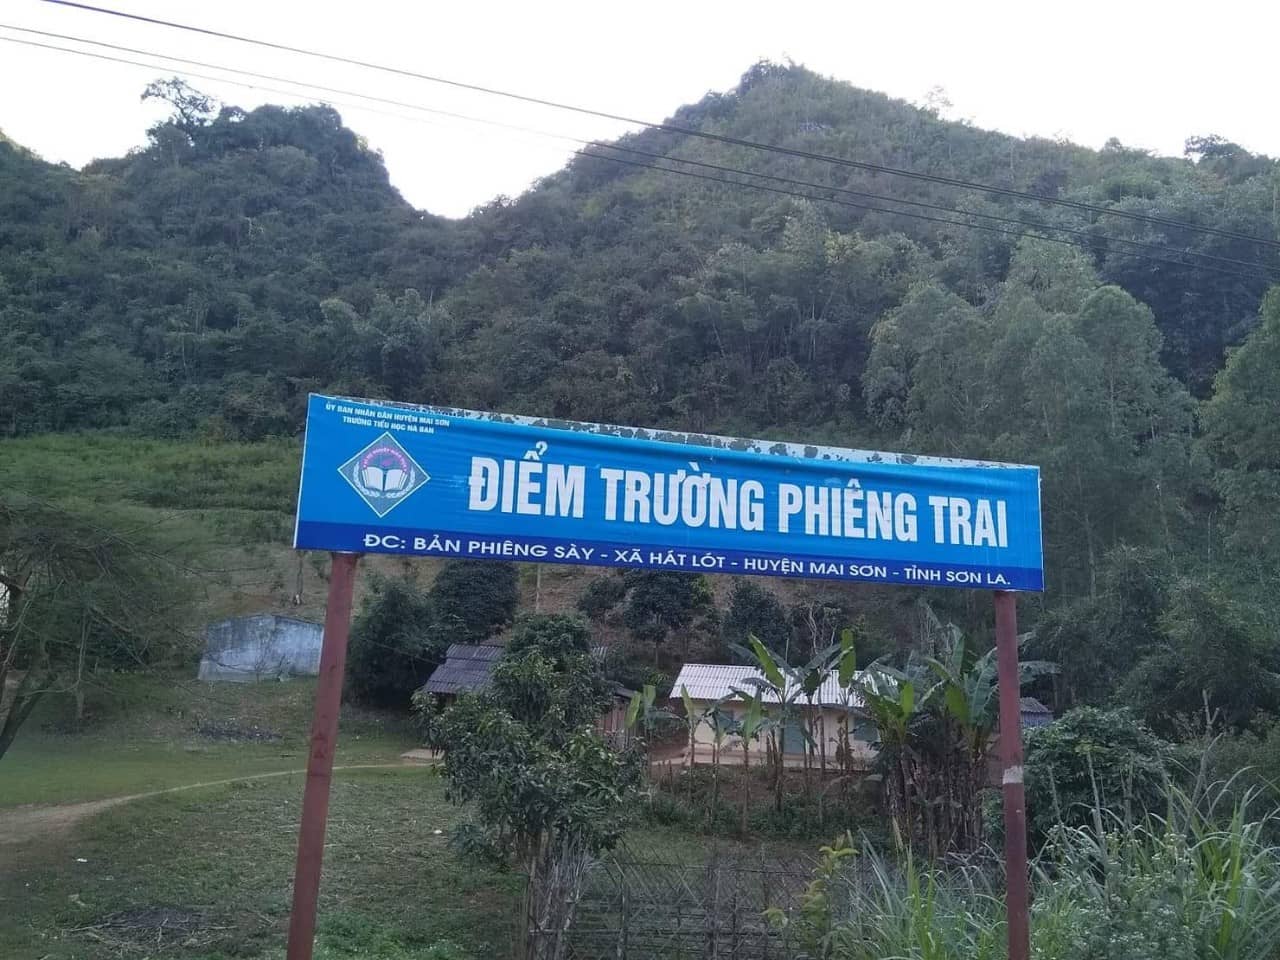 ỦY BAN NHÂN DÂN HUYỆN MAI SƠN
TRƯỜNG TIỂU HỌC NÀ BAN
ĐIỂM TRƯỜNG PHIÊNG TRAI
ĐC: BẢN PHIÊNG SÀY - XÃ HÁT LÓT - HUYỆN MAI SƠN - TỈNH SƠN LA.